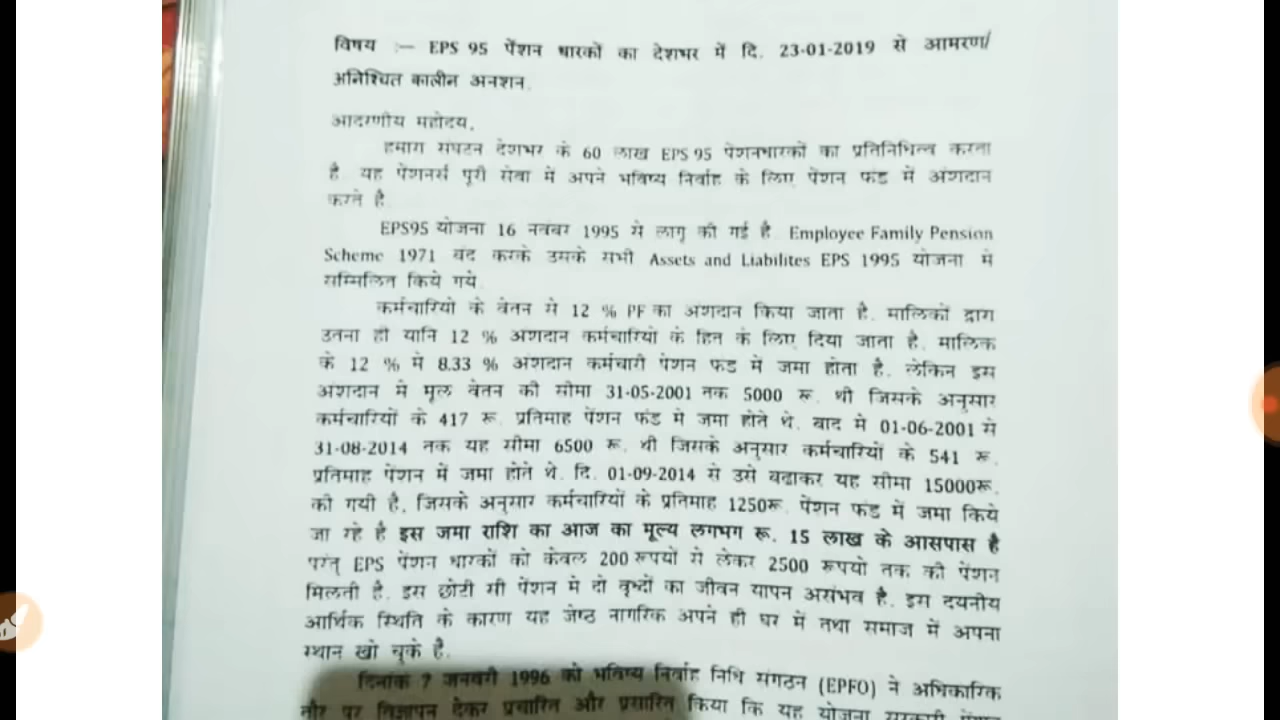 विषय :— EPS 95 पेंशन धारकों का देशभर में दि. 23-01-2019 से आमरण/
अनिश्चित कालीन अनशन.
आदरणीय महोदय,
हमारा संघटन देशभर के 60 लाख EPS 95 पेंशनधारकों का प्रतिनिधित्व करता
है. यह पेंशनर्स पूरी सेवा में अपने भविष्य निर्वाह के लिए पेंशन फंड में अंशदान
करते है.
EPS95 योजना 16 नवंबर 1995 से लागू की गई है. Employee Family Pension
Scheme 1971 बंद करके उसके सभी Assets and Liabilites EPS 1995 योजना में
सम्मिलित किये गये.
कर्मचारियों के वेतन से 12 % PF का अंशदान किया जाता है. मालिकों द्वारा
उतना ही यानि 12 % अंशदान कर्मचारियों के हित के लिए दिया जाता है. मालिक
के 12 % में 8.33 % अंशदान कर्मचारी पेंशन फंड में जमा होता है. लेकिन इस
अंशदान में मूल वेतन की सीमा 31-05-2001 तक 5000 रू. थी जिसके अनुसार
कर्मचारियों के 417 रू. प्रतिमाह पेंशन फंड में जमा होते थे. बाद में 01-06-2001 से
31-08-2014 तक यह सीमा 6500 रू. थी जिसके अनुसार कर्मचारियों के 541 रू.
प्रतिमाह पेंशन में जमा होते थे. दि. 01-09-2014 से उसे बढाकर यह सीमा 15000रू.
की गयी है, जिसके अनुसार कर्मचारियों के प्रतिमाह 1250रू. पेंशन फंड में जमा किये
जा रहे है इस जमा राशि का आज का मूल्य लगभग रू. 15 लाख के आसपास है
परंतु EPS पेंशन धारकों को केवल 200 रूपयों से लेकर 2500 रूपयो तक की पेंशन
मिलती है. इस छोटी सी पेंशन मे दो वृध्दों का जीवन यापन असंभव है. इस दयनीय
आर्थिक स्थिति के कारण यह जेष्ठ नागरिक अपने ही घर में तथा समाज में अपना
स्थान खो चूके है.
दिनांक 7 जनवरी 1996 को भविष्य निर्वाह निधि संगठन (EPFO) ने अधिकारिक
तौर पर विज्ञापन देकर प्रचारित और प्रसारित किया कि यह योजना सरकारी पेंशन